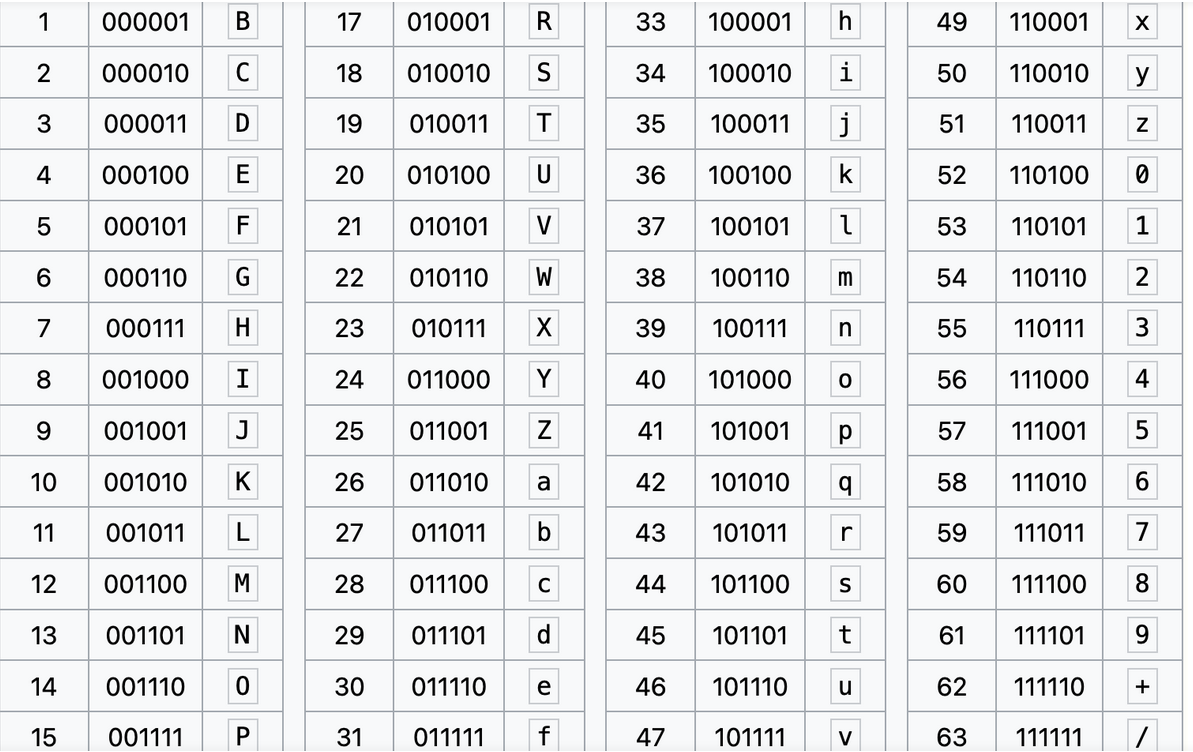 1 000001 B 17 010001 R 33 100001 h 49 110001 x
2 000010 C 18 010010 S 34 100010 i 50 110010 y
3 000011 D 19 010011 T 35 100011 j 51 110011 z
4 000100 E 20 010100 U 36 100100 k 52 110100 0
5 000101 F 21 010101 V 37 100101 l 53 110101 1
6 000110 G 22 010110 W 38 100110 m 54 110110 2
7 000111 H 23 010111 X 39 100111 n 55 110111 3
8 001000 I 24 011000 Y 40 101000 o 56 111000 4
9 001001 J 25 011001 Z 41 101001 p 57 111001 5
10 001010 K 26 011010 a 42 101010 q 58 111010 6
11 001011 L 27 011011 b 43 101011 r 59 111011 7
12 001100 M 28 011100 c 44 101100 s 60 111100 8
13 001101 N 29 011101 d 45 101101 t 61 111101 9
14 001110 O 30 011110 e 46 101110 u 62 111110 +
15 001111 P 31 011111 f 47 101111 v 63 111111 /